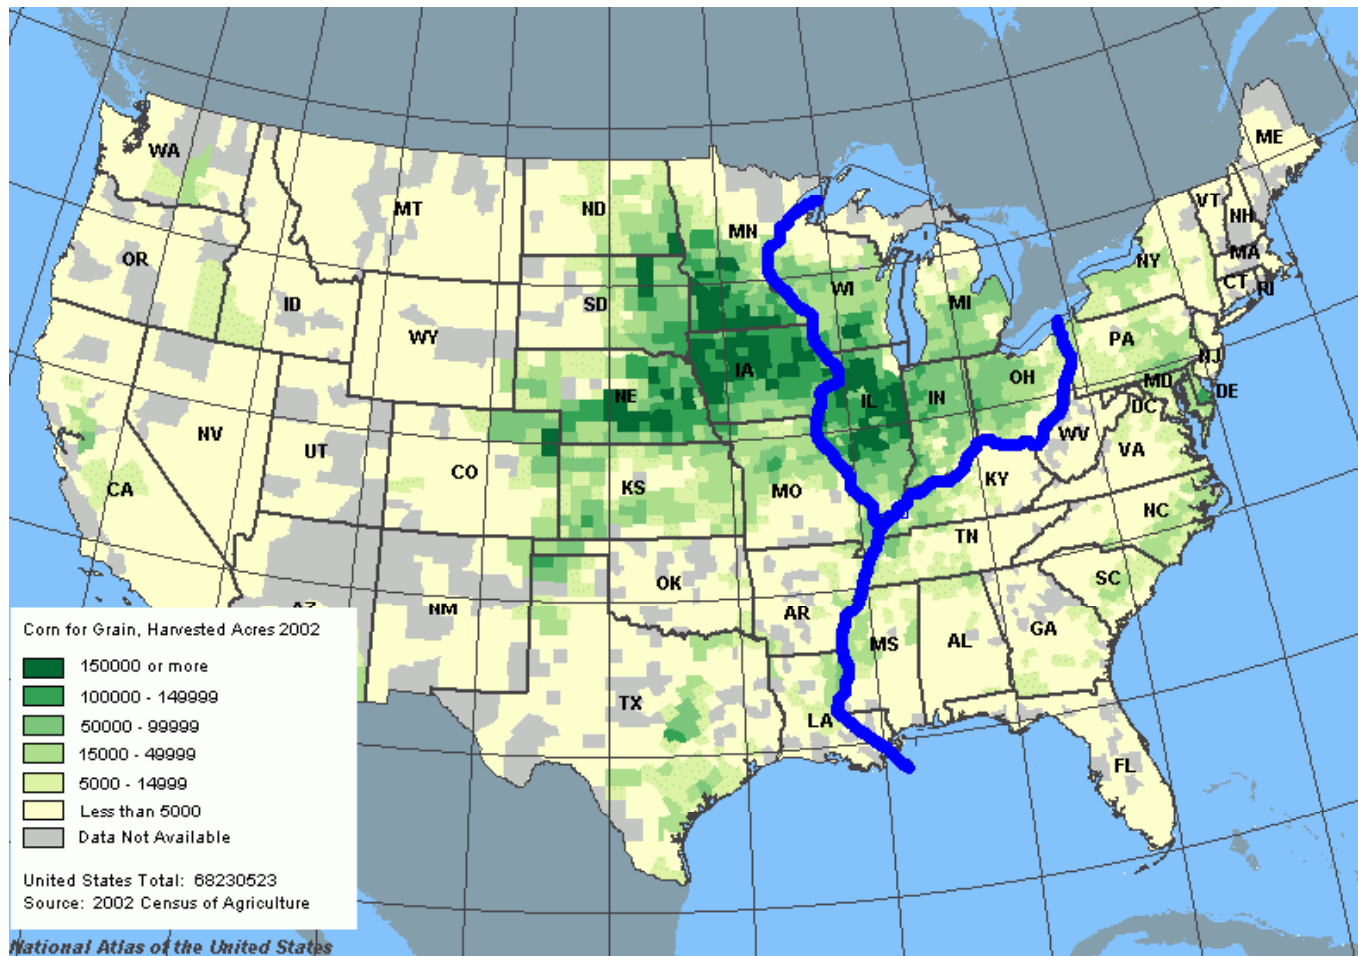 WA
MT
ND
MN
ME
VT
NH
OR
ID
SD
WI
MI
NY
MA
CT
RI
WY
IA
PA
NJ
NE
IL
IN
OH
MD
DE
DC
NV
UT
CO
KS
MO
WV
VA
KY
CA
NC
TN
OK
AR
SC
AZ
NM
MS
AL
GA
TX
LA
FL
Corn for Grain, Harvested Acres 2002
150000 or more
100000 - 149999
50000 - 99999
15000 - 49999
5000 - 14999
Less than 5000
Data Not Available
United States Total: 68230523
Source: 2002 Census of Agriculture
National Atlas of the United States